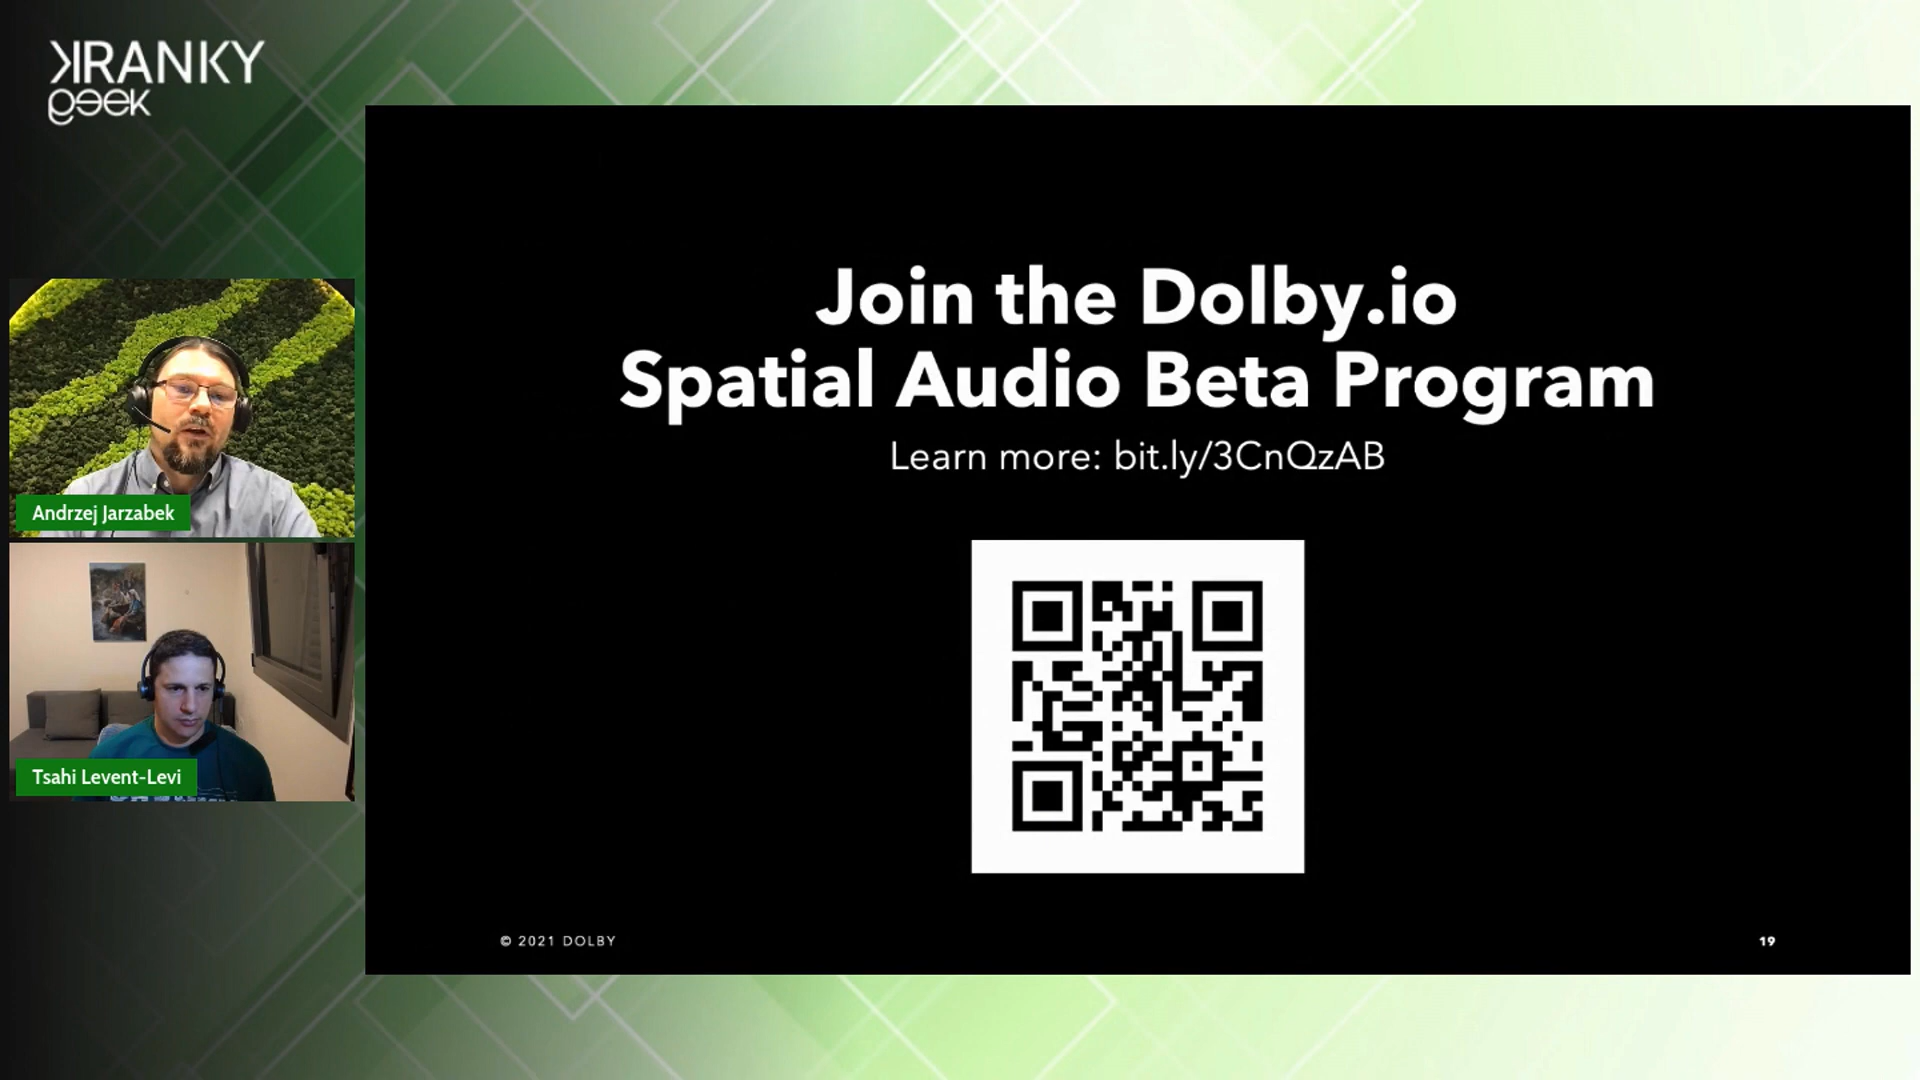 KRANKY
geek
Join the Dolby.io
Spatial Audio Beta Program
Learn more: bit.ly/3CnQzAB
Andrzej Jarzabek
Tsahi Levent-Levi
© 2021 DOLBY
19